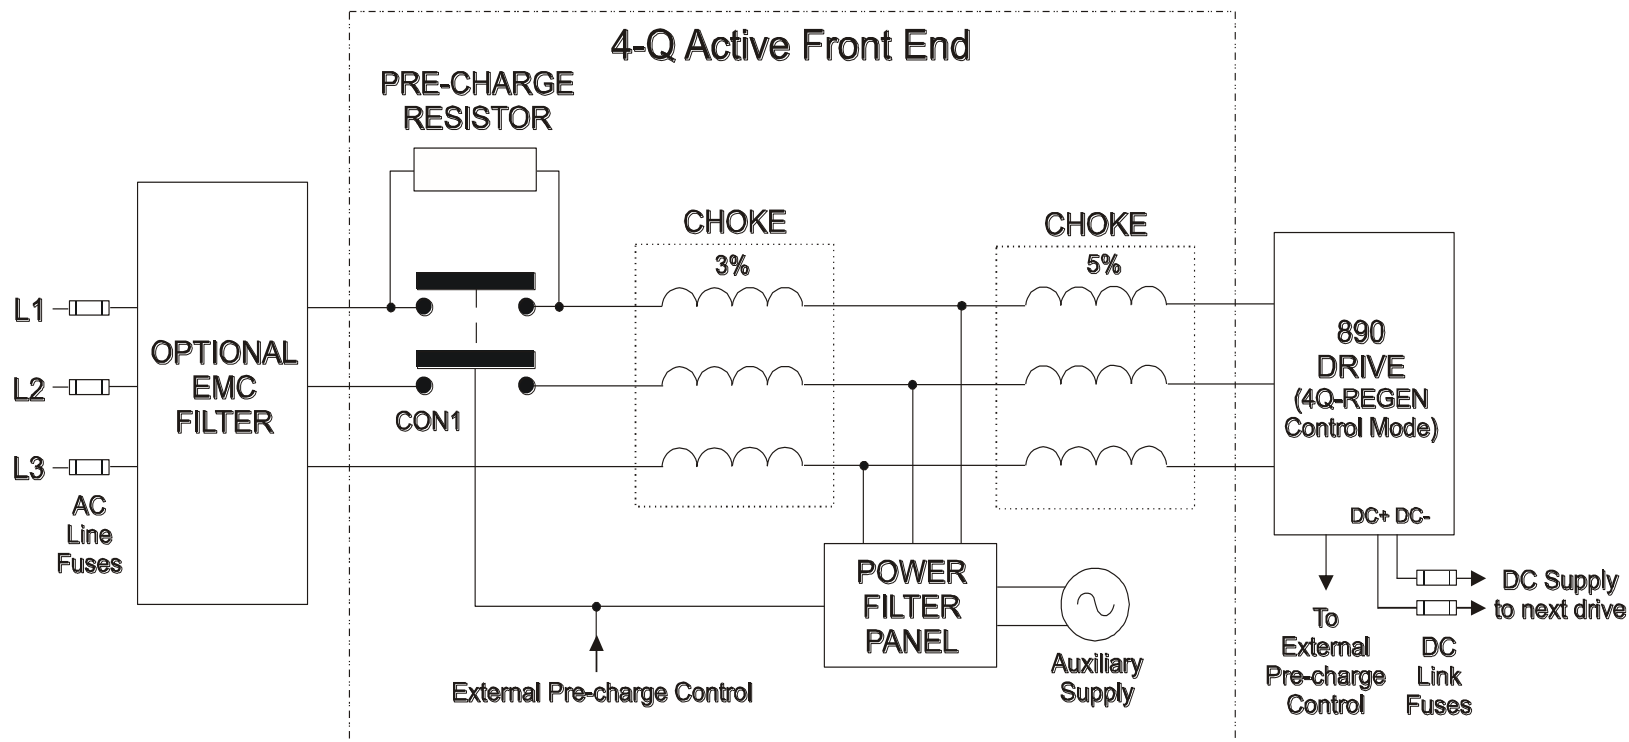 4-Q Active Front End
PRE-CHARGE
RESISTOR
CHOKE
3%
CHOKE
5%
L1
L2
L3
AC
Line
Fuses
OPTIONAL
EMC
FILTER
CON1
890
DRIVE
(4Q-REGEN
Control Mode)
DC+ DC-
POWER
FILTER
PANEL
External Pre-charge Control
Auxiliary
Supply
To
External
Pre-charge
Control
DC
Link
Fuses
DC Supply
to next drive